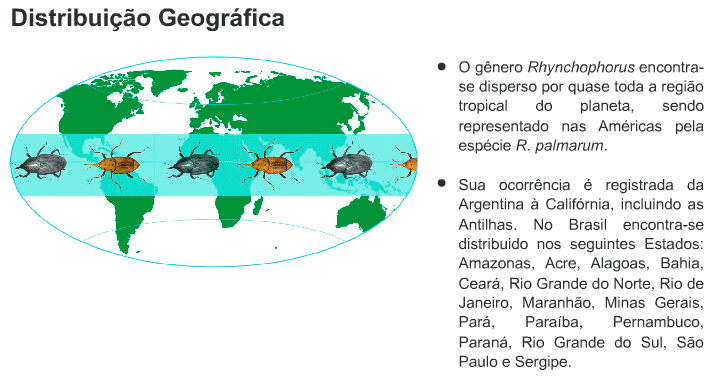 Distribuição Geográfica
O gênero Rhynchophorus encontra-
se disperso por quase toda a região
tropical do planeta, sendo
representado nas Américas pela
espécie R. palmarum.
Sua ocorrência é registrada da
Argentina à Califórnia, incluindo as
Antilhas. No Brasil encontra-se
distribuido nos seguintes Estados:
Amazonas, Acre, Alagoas, Bahia,
Ceará, Rio Grande do Norte, Rio de
Janeiro, Maranhão, Minas Gerais,
Pará, Paraíba, Pernambuco,
Paraná, Rio Grande do Sul, São
Paulo e Sergipe.